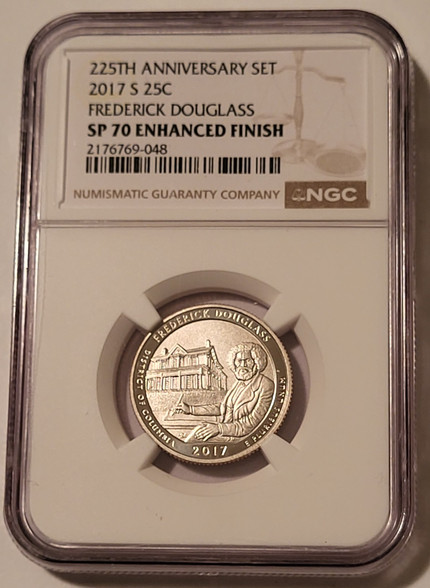 225TH ANNIVERSARY SET
2017 S 25C
FREDERICK DOUGLASS
SP 70 ENHANCED FINISH
2176769-048
NUMISMATIC GUARANTY COMPANY NGC
FREDERICK DOUGLASS
DISTRICT OF COLUMBIA
E PLURIBUS UNUM
2017